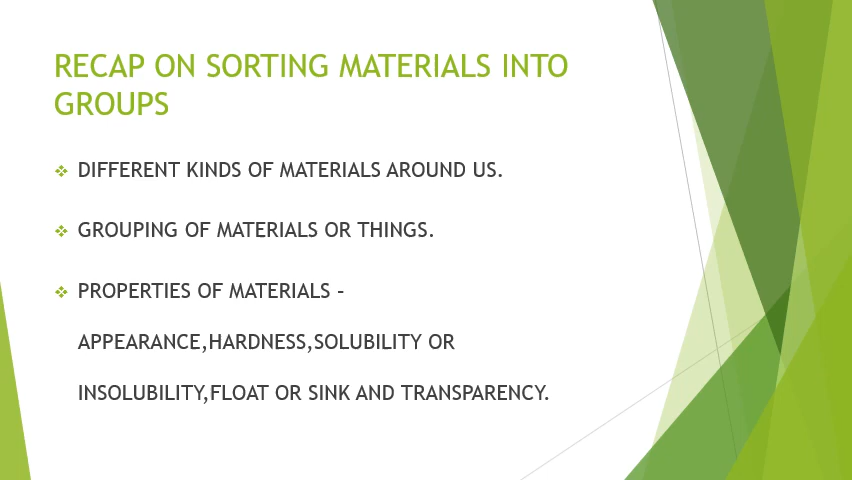 RECAP ON SORTING MATERIALS INTO
GROUPS
❖ DIFFERENT KINDS OF MATERIALS AROUND US.
❖ GROUPING OF MATERIALS OR THINGS.
❖ PROPERTIES OF MATERIALS –
APPEARANCE,HARDNESS,SOLUBILITY OR
INSOLUBILITY,FLOAT OR SINK AND TRANSPARENCY.